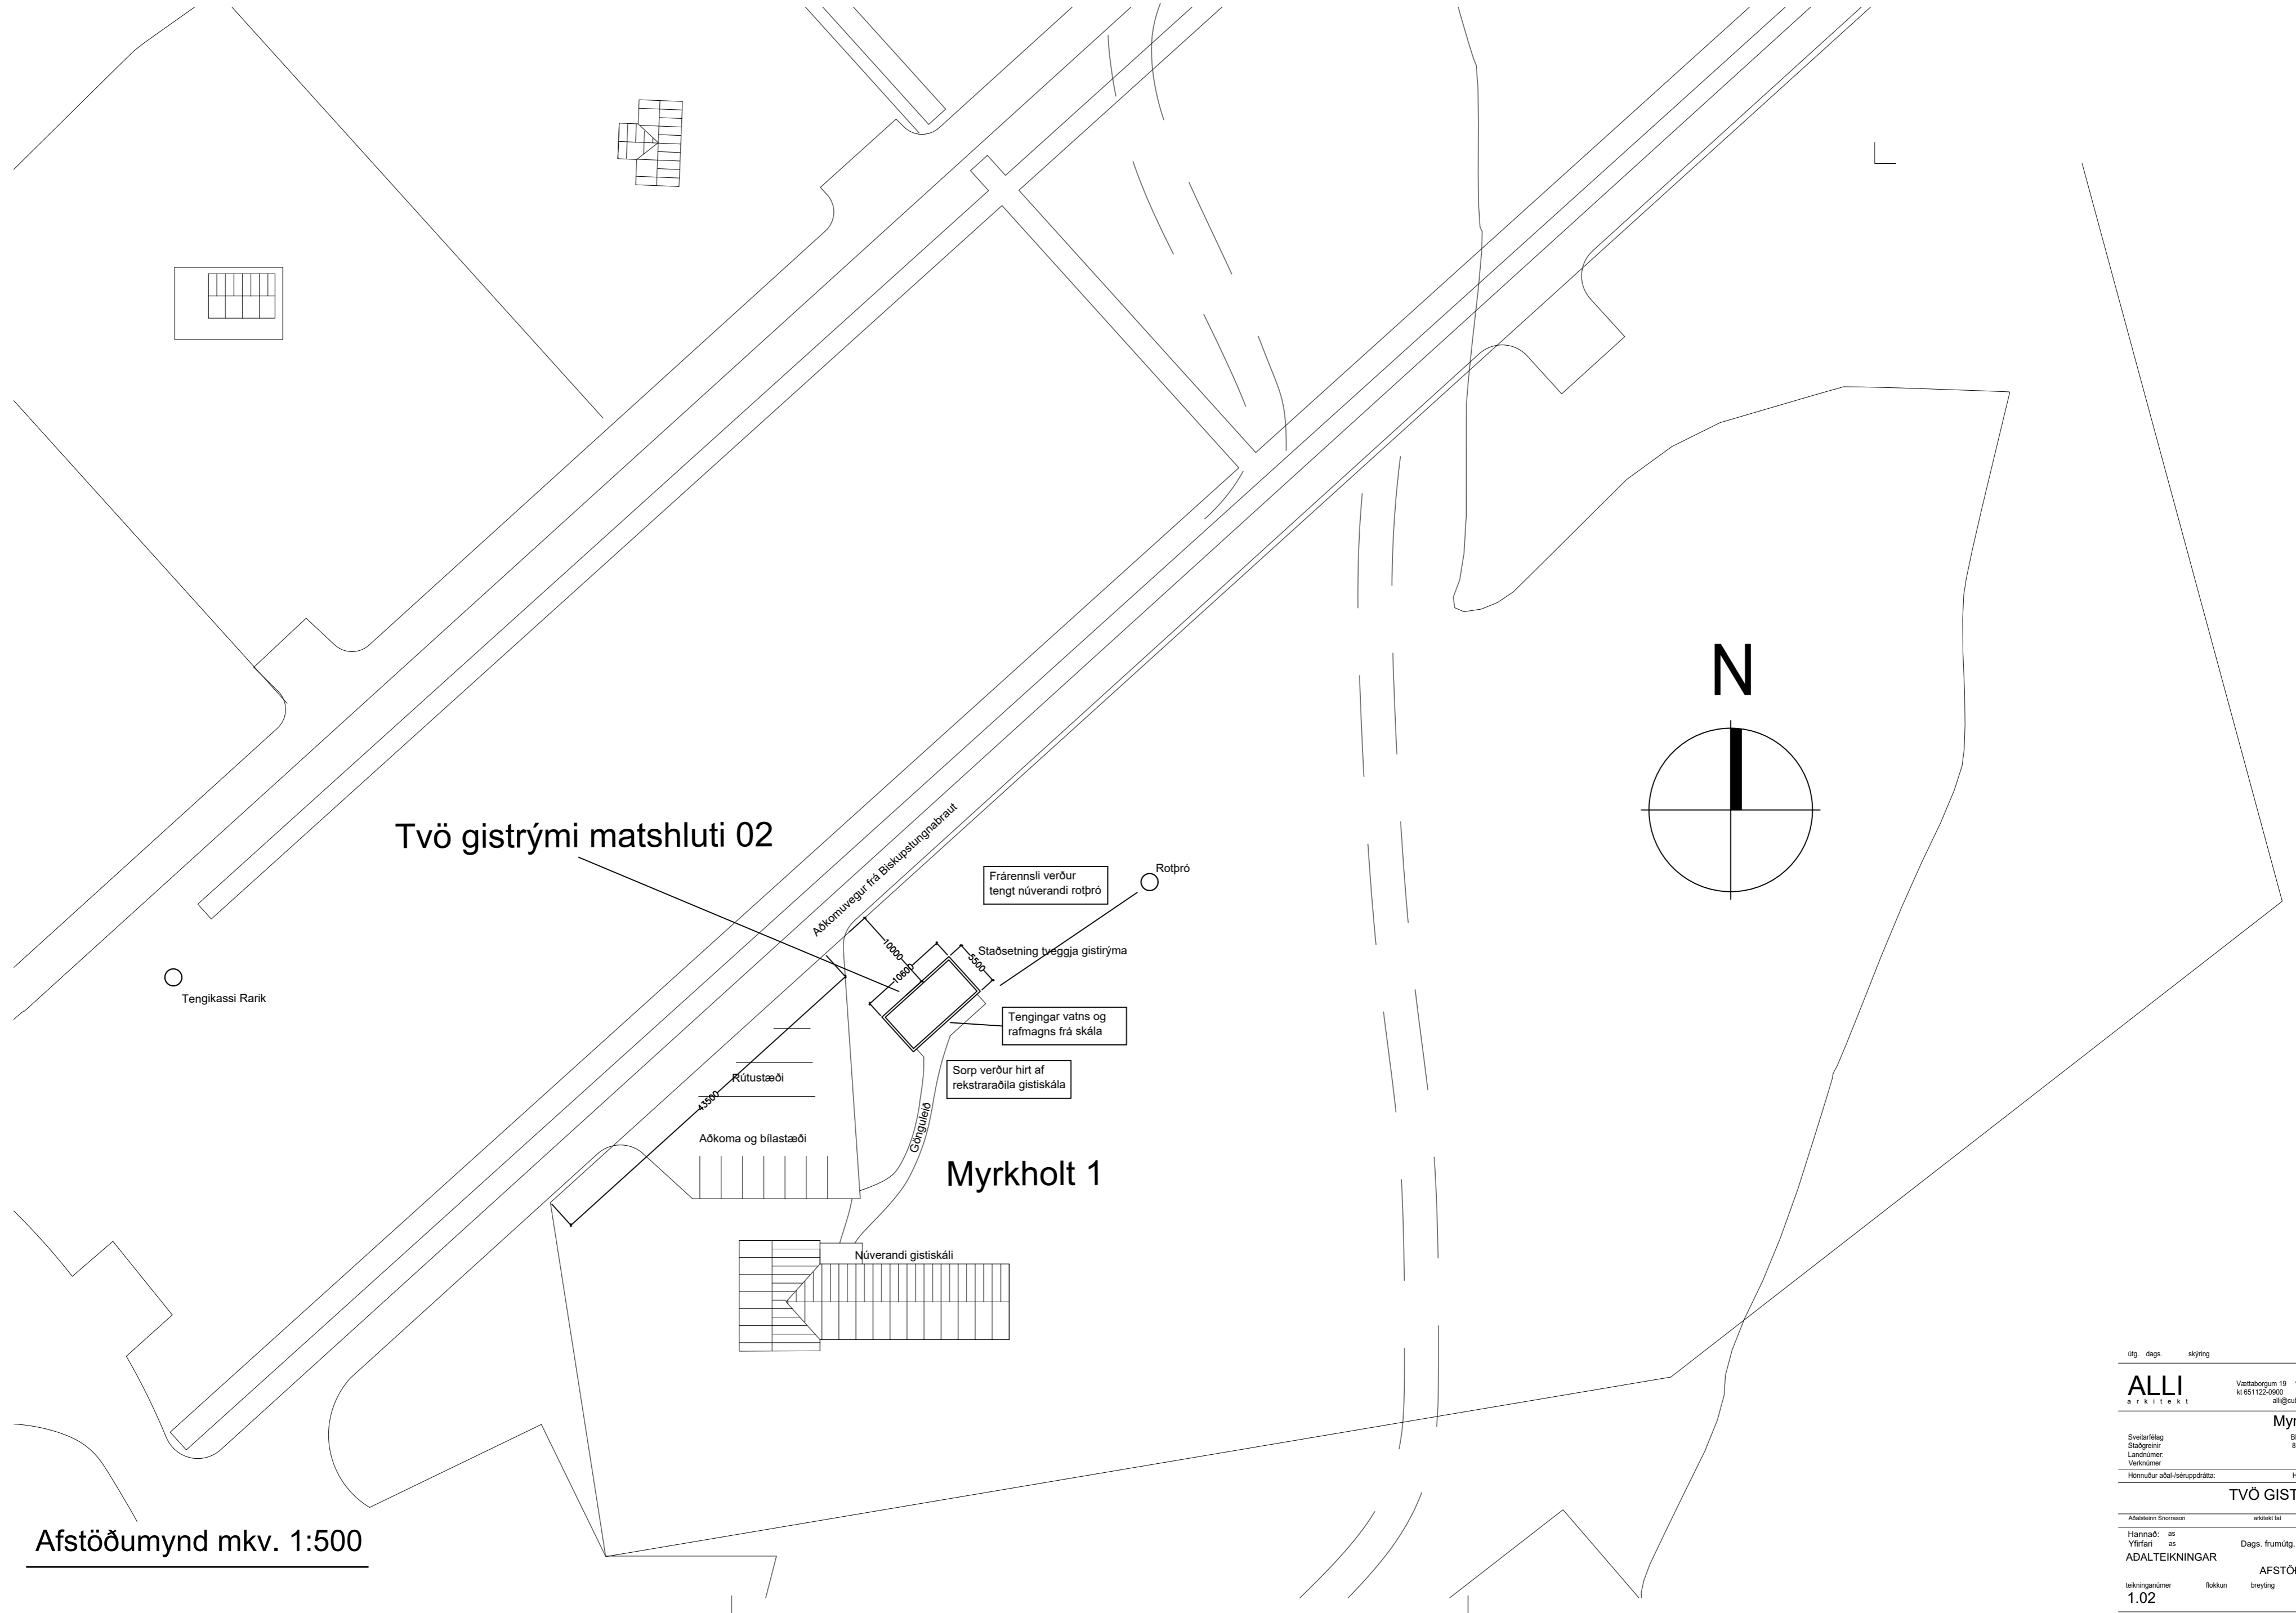 N
Tvö gistrými matshluti 02
Aðkomuvegur frá Biskupstungnabraut
Frárennsli verður
tengt núverandi rotþró
Rotþró
10000
10600
5500
Staðsetning tveggja gistirýma
Tengikassi Rarik
Tengingar vatns og
rafmagns frá skála
Rútustæði
Sorp verður hirt af
rekstraraðila gistiskála
43500
Aðkoma og bílastæði
Gönguleið
Myrkholt 1
Núverandi gistiskáli
Afstöðumynd mkv. 1:500
útg. dags. skýring
ALLI
arkitekt
Vættaborgum 19
kt 651122-0900
Sveitarfélag
Staðgreinir
Landnúmer:
Verknúmer
Hönnuður aðal-/séruppdrátta:
TVÖ GIST
Aðalsteinn Snorrason arkitekt faí
Hannað: as
Yfirfari as Dags. frumútg.
AÐALTEIKNINGAR
teikninganúmer flokkun breyting
1.02